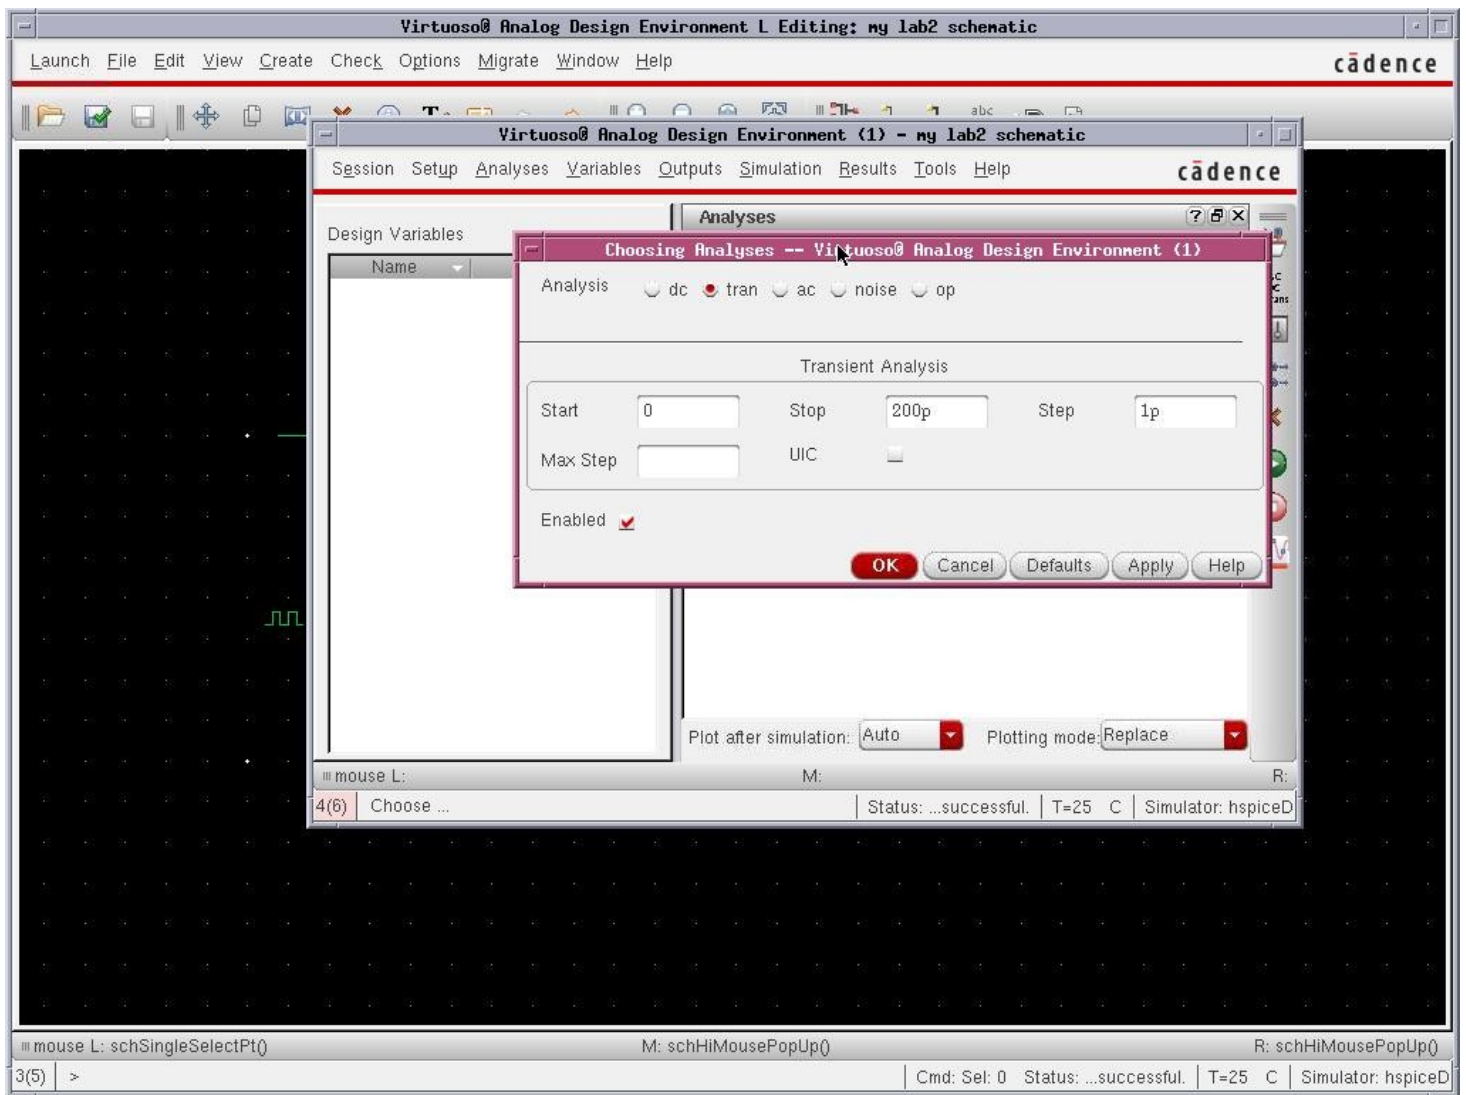 Virtuoso® Analog Design Environment L Editing: my lab2 schematic
Launch File Edit View Create Check Options Migrate Window Help
cādence
abc
Virtuoso® Analog Design Environment (1) - my lab2 schematic
Session Setup Analyses Variables Outputs Simulation Results Tools Help
cādence
Design Variables
Name
Analyses
Choosing Analyses -- Virtuoso® Analog Design Environment (1)
Analysis dc tran ac noise op
Transient Analysis
Start 0 Stop 200p Step 1p
Max Step UIC
Enabled
OK Cancel Defaults Apply Help
Plot after simulation: Auto Plotting mode: Replace
mouse L: M: R:
4(6) Choose ... Status: ...successful. T=25 C Simulator: hspiceD
mouse L: schSingleSelectPt() M: schHiMousePopUp() R: schHiMousePopUp()
3(5) > Cmd: Sel: 0 Status: ...successful. T=25 C Simulator: hspiceD